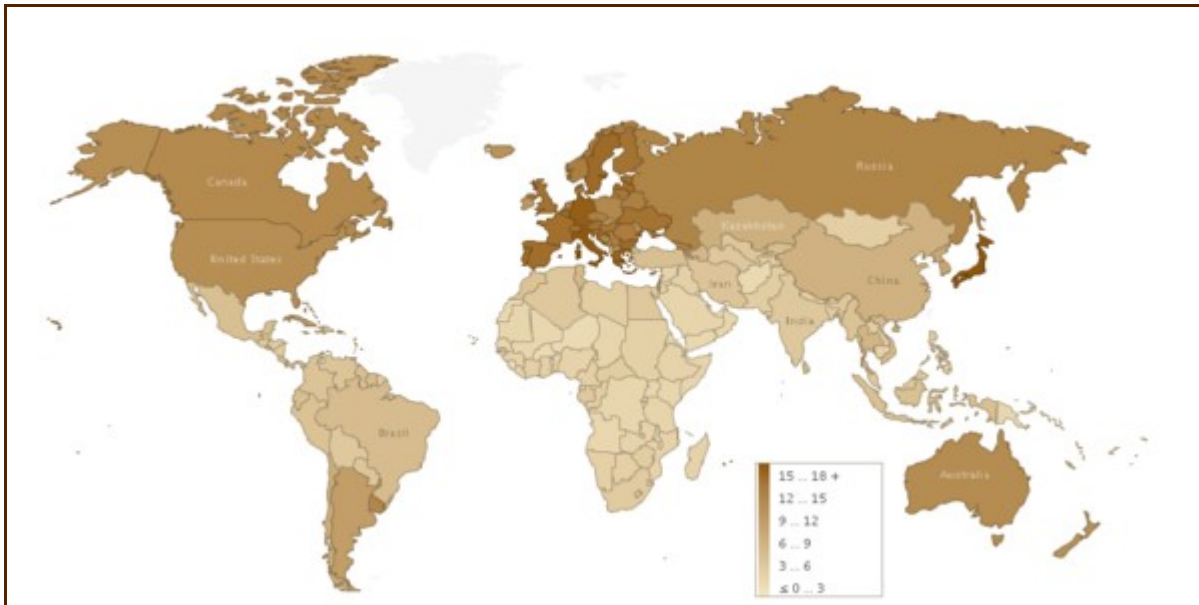 Canada
Russia
Kazakhstan
United States
China
Iran
India
Brazil
Australia
15 ... 18 +
12 ... 15
9 ... 12
6 ... 9
3 ... 6
≤ 0 ... 3